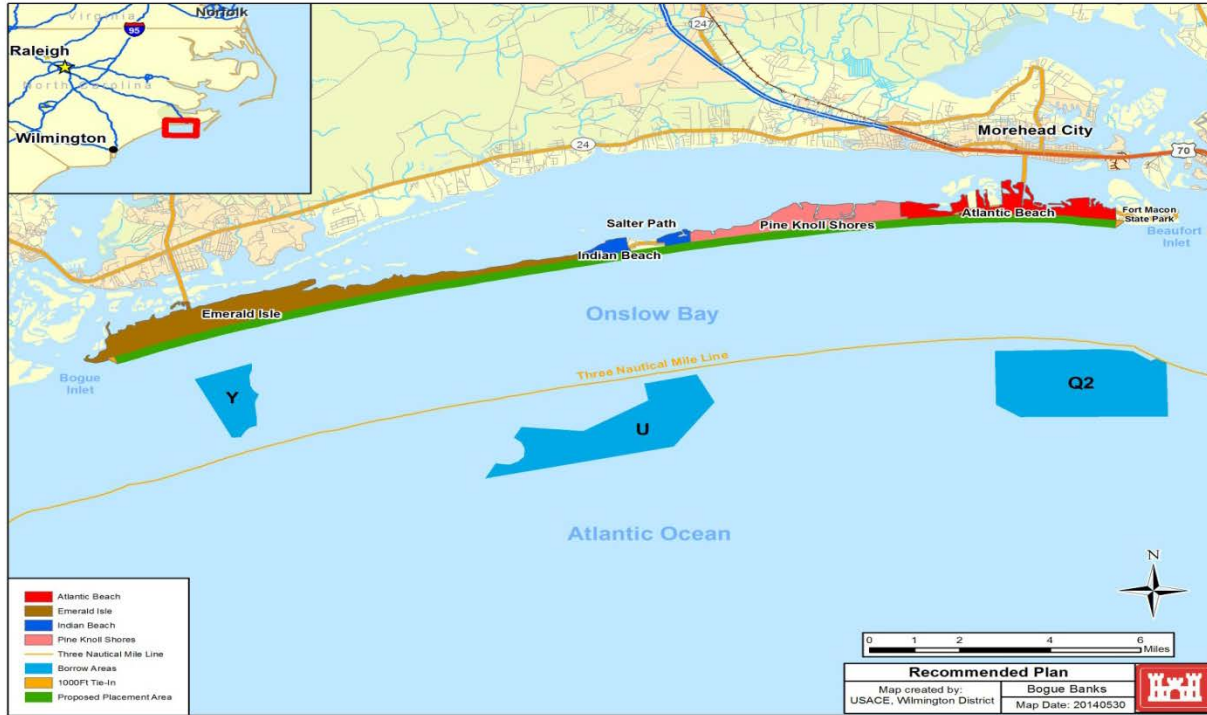 Virginia
Norfolk
95
Raleigh
North Carolina
Wilmington
1247
24
Morehead City
70
Salter Path
Atlantic Beach
Fort Macon
State Park
Pine Knoll Shores
Beaufort
Inlet
Indian Beach
Emerald Isle
Onslow Bay
Three Nautical Mile Line
Bogue
Inlet
Y
Q2
U
Atlantic Ocean
N
Atlantic Beach
Emerald Isle
Indian Beach
Pine Knoll Shores
Three Nautical Mile Line
Borrow Areas
1000Ft Tie-In
Proposed Placement Area
0 1 2 4 6
Miles
Recommended Plan
Map created by:
USACE, Wilmington District
Bogue Banks
Map Date: 20140530